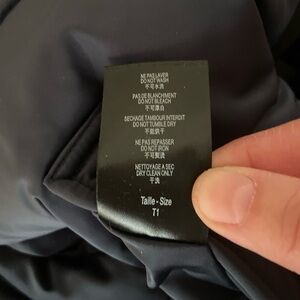 NE PAS LAVER
DO NOT WASH
不可水洗
PAS DE BLANCHIMENT
DO NOT BLEACH
不可漂白
SECHAGE TAMBOUR INTERDIT
DO NOT TUMBLE DRY
不能烘干
NE PAS REPASSER
DO NOT IRON
不可熨烫
NETTOYAGE A SEC
DRY CLEAN ONLY
干洗
Taille - Size
T1